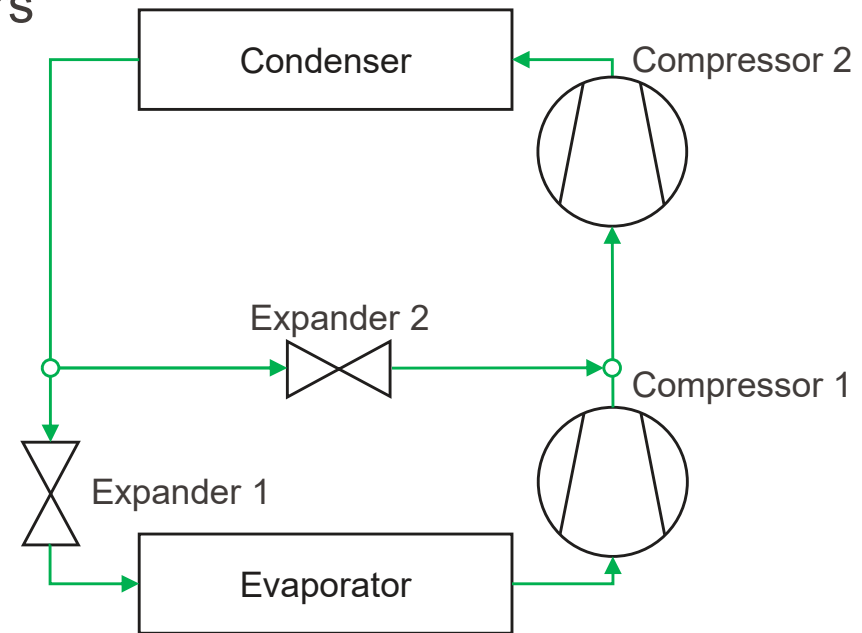 Condenser
Compressor 2
Expander 2
Compressor 1
Expander 1
Evaporator